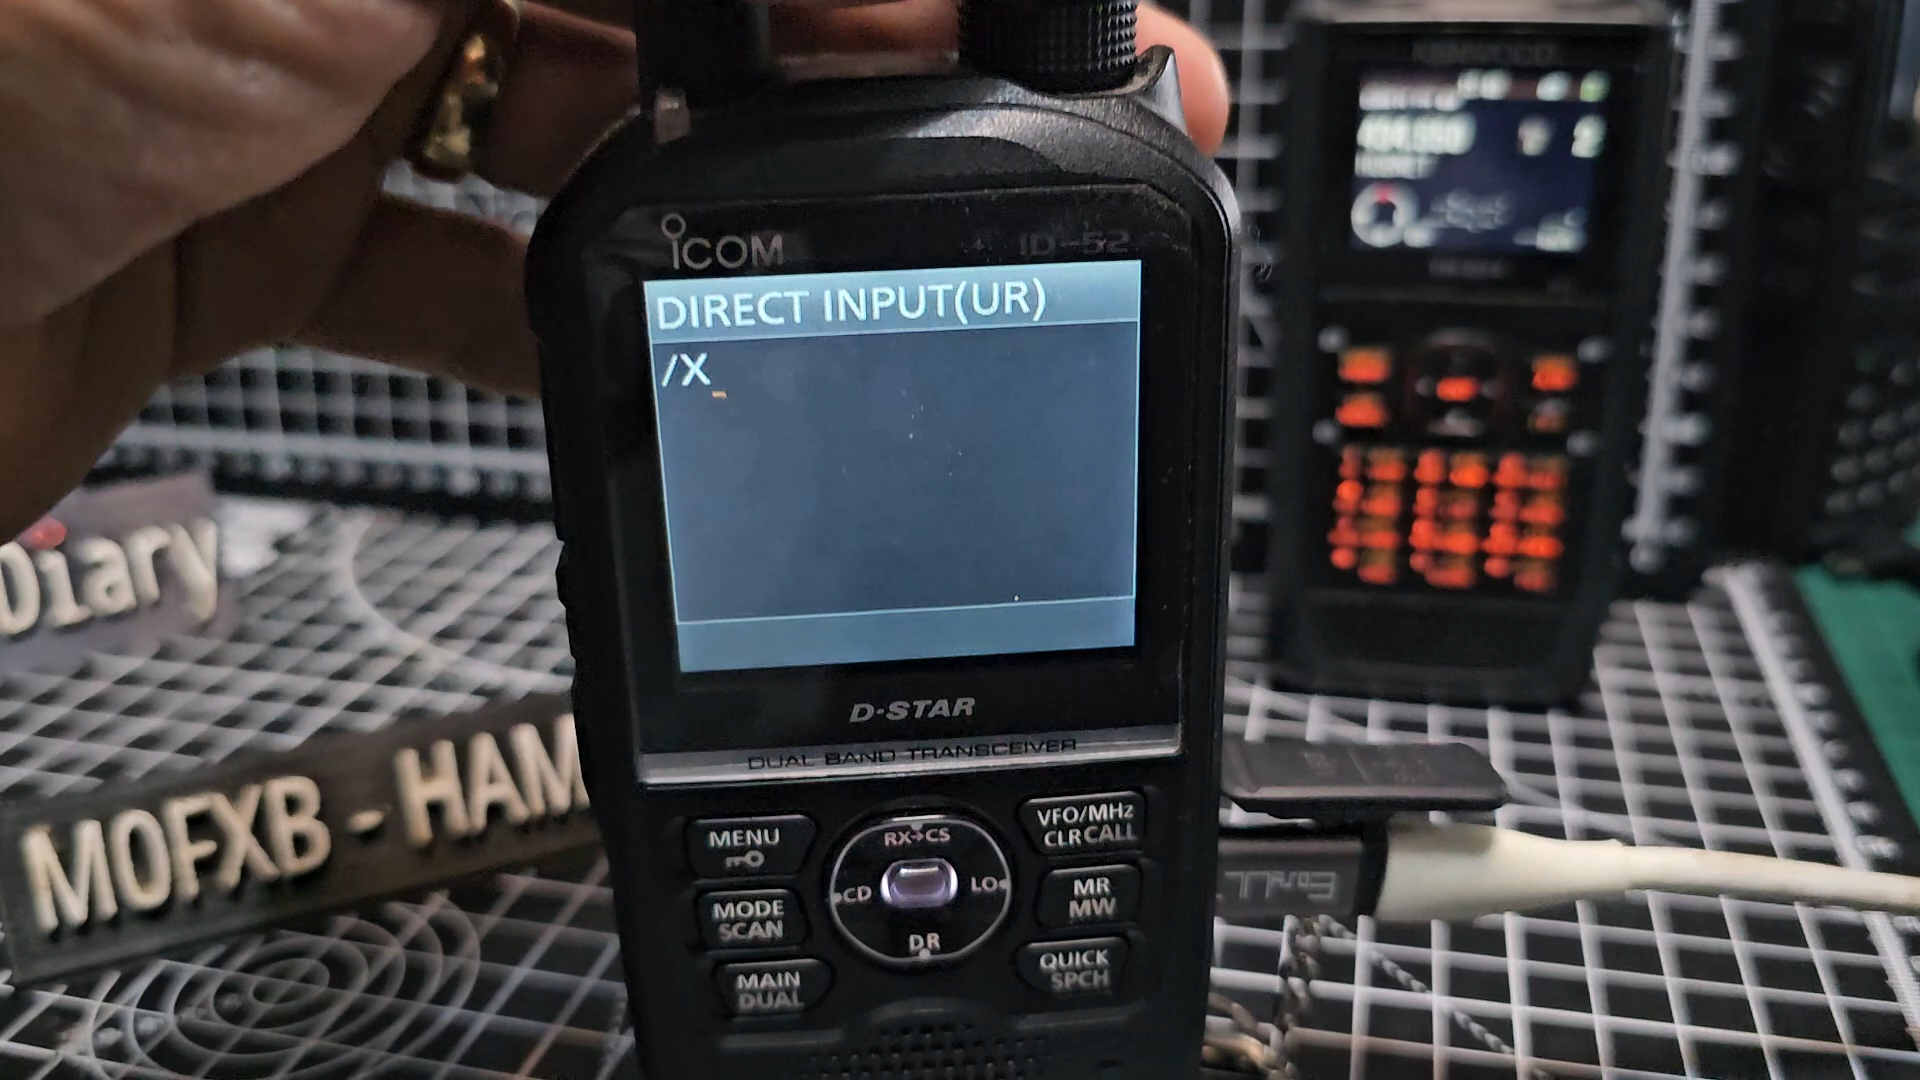 KENWOOD
ICOM
ID-52
DIRECT INPUT(UR)
/X_
D-STAR
DUAL BAND TRANSCEIVER
Diary
M0FXB - HAM
MENU
RX→CS
VFO/MHz
CLR CALL
CD
LO
MR
MW
MODE
SCAN
DR
MAIN
DUAL
QUICK
SPCH